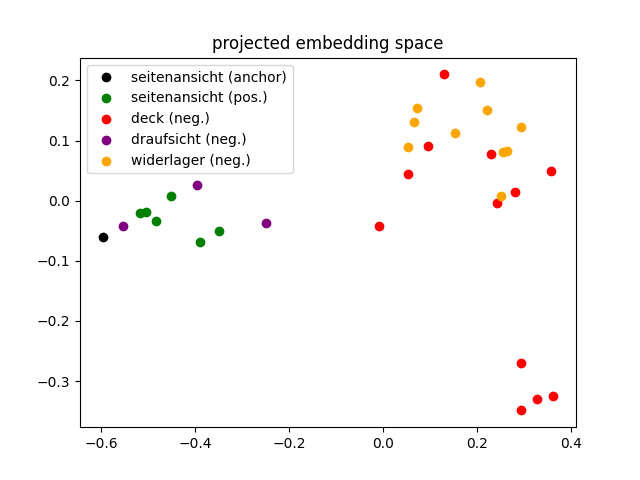 projected embedding space
seitenansicht (anchor)
seitenansicht (pos.)
deck (neg.)
draufsicht (neg.)
widerlager (neg.)
0.2
0.1
0.0
−0.1
−0.2
−0.3
−0.6 −0.4 −0.2 0.0 0.2 0.4